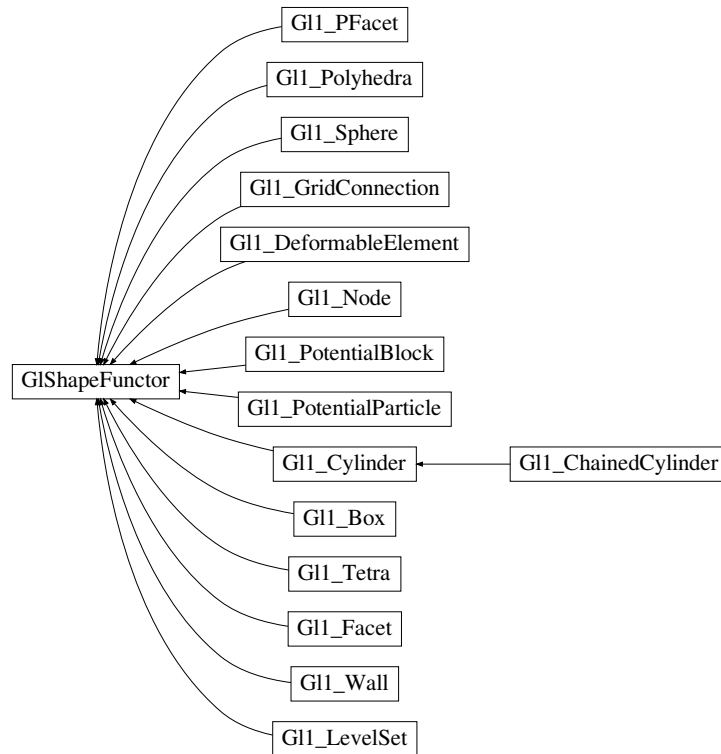 Gl1_PFacet
Gl1_Polyhedra
Gl1_Sphere
Gl1_GridConnection
Gl1_DeformableElement
Gl1_Node
Gl1_PotentialBlock
GlShapeFunctor
Gl1_PotentialParticle
Gl1_Cylinder
Gl1_ChainedCylinder
Gl1_Box
Gl1_Tetra
Gl1_Facet
Gl1_Wall
Gl1_LevelSet